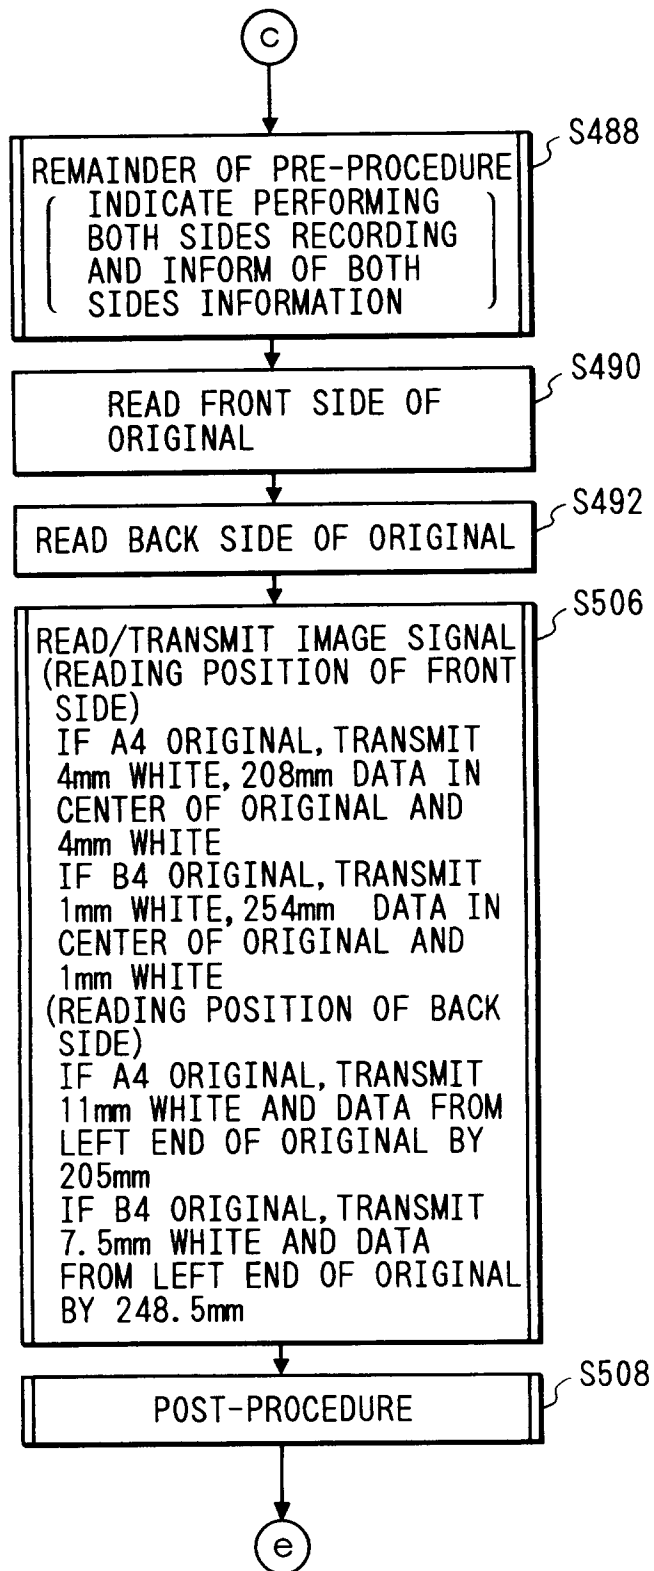 c
S488
REMAINDER OF PRE-PROCEDURE
INDICATE PERFORMING
BOTH SIDES RECORDING
AND INFORM OF BOTH
SIDES INFORMATION
S490
READ FRONT SIDE OF
ORIGINAL
S492
READ BACK SIDE OF ORIGINAL
S506
READ/TRANSMIT IMAGE SIGNAL
(READING POSITION OF FRONT
SIDE)
IF A4 ORIGINAL, TRANSMIT
4mm WHITE, 208mm DATA IN
CENTER OF ORIGINAL AND
4mm WHITE
IF B4 ORIGINAL, TRANSMIT
1mm WHITE, 254mm DATA IN
CENTER OF ORIGINAL AND
1mm WHITE
(READING POSITION OF BACK
SIDE)
IF A4 ORIGINAL, TRANSMIT
11mm WHITE AND DATA FROM
LEFT END OF ORIGINAL BY
205mm
IF B4 ORIGINAL, TRANSMIT
7.5mm WHITE AND DATA
FROM LEFT END OF ORIGINAL
BY 248.5mm
S508
POST-PROCEDURE
e